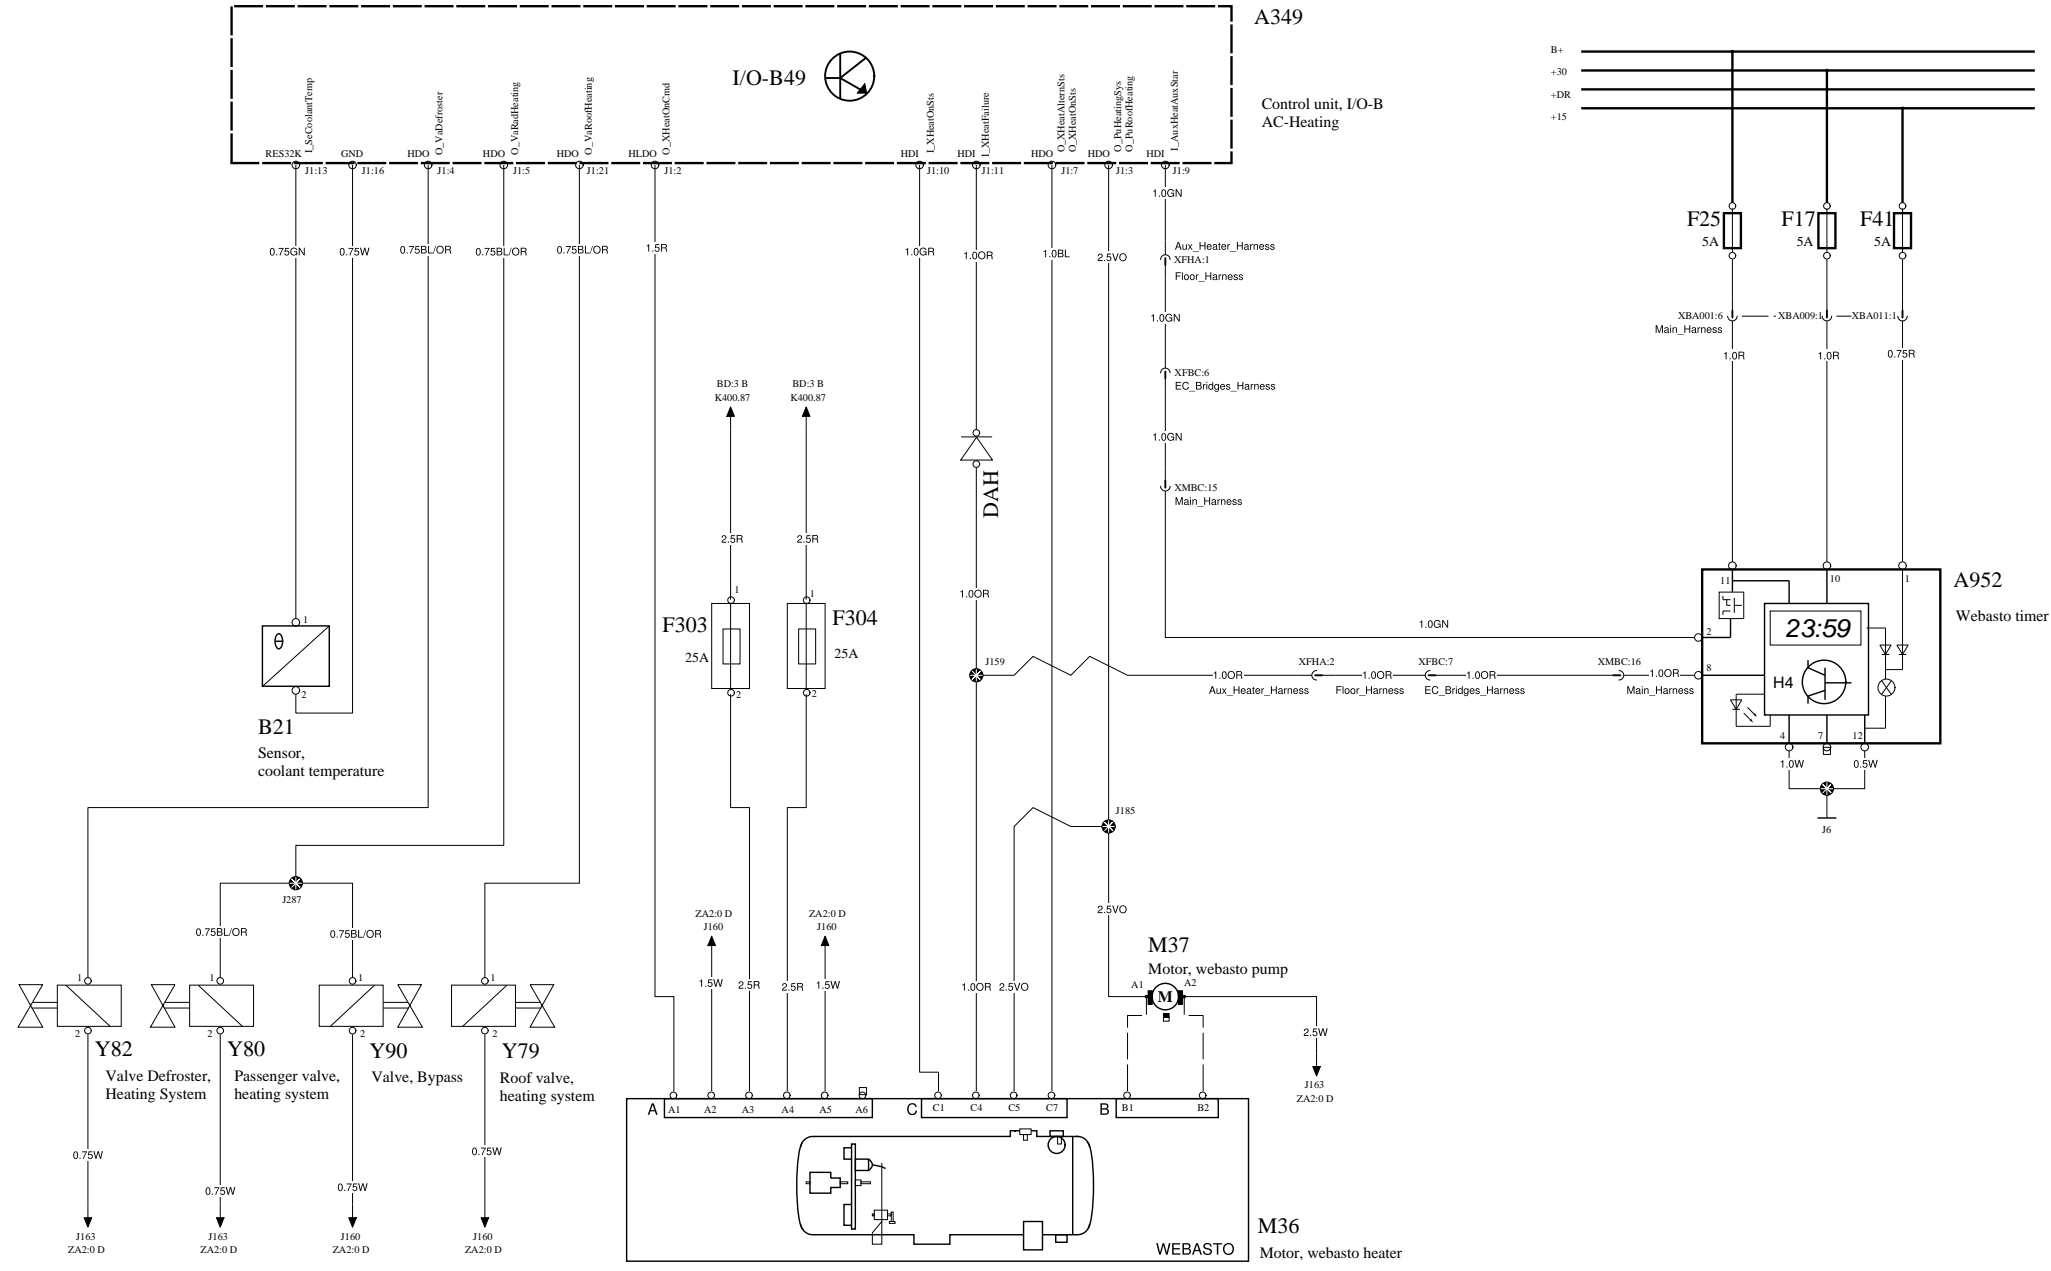 A349
I/O-B49
Control unit, I/O-B
AC-Heating
B+
+30
+DR
+15
I_SeCoolantTemp
O_VaDefroster
O_VaRadHeating
O_VaRoofHeating
O_XHeatOnCmd
I_XHeatOnSts
I_XHeatFailure
O_XHeatAlternSts
O_XHeatOnSts
O_PuHeatingSys
O_PuRoofHeating
I_AuxHeatAuxStar
RES32K GND HDO HDO HDO HLDO HDI HDI HDO HDO HDI
J1:13 J1:16 J1:4 J1:5 J1:21 J1:2 J1:10 J1:11 J1:7 J1:3 J1:9
1.0GN
F25 F17 F41
5A 5A 5A
0.75GN 0.75W 0.75BL/OR 0.75BL/OR 0.75BL/OR 1.5R 1.0GR 1.0OR 1.0BL 2.5VO
Aux_Heater_Harness
XFHA:1
Floor_Harness
1.0GN
XBA001:6 XBA009:1 XBA011:1
Main_Harness
1.0R 1.0R 0.75R
XFBC:6
EC_Bridges_Harness
BD:3 B BD:3 B
K400.87 K400.87
1.0GN
DAH
XMBC:15
Main_Harness
2.5R 2.5R
1.0OR
11 10 1
A952
Webasto timer
1 1
F303 F304
25A 25A
2 2
1
θ
2
B21
Sensor,
coolant temperature
1.0GN
2
23:59
J159
XFHA:2 XFBC:7 XMBC:16
8
1.0OR 1.0OR 1.0OR 1.0OR
Aux_Heater_Harness Floor_Harness EC_Bridges_Harness Main_Harness
H4
4 7 12
1.0W 0.5W
J6
J185
J287
0.75BL/OR 0.75BL/OR
ZA2:0 D ZA2:0 D
J160 J160
2.5VO
M37
Motor, webasto pump
A1 M A2
1 1 1 1
1.5W 2.5R 2.5R 1.5W 1.0OR 2.5VO
2 2 2 2
2.5W
Y82 Y80 Y90 Y79
Valve Defroster,
Heating System
Passenger valve,
heating system
Valve, Bypass
Roof valve,
heating system
J163
ZA2:0 D
A A1 A2 A3 A4 A5 A6 C C1 C4 C5 C7 B B1 B2
0.75W 0.75W 0.75W 0.75W
J163 J163 J160 J160
ZA2:0 D ZA2:0 D ZA2:0 D ZA2:0 D
M36
WEBASTO
Motor, webasto heater